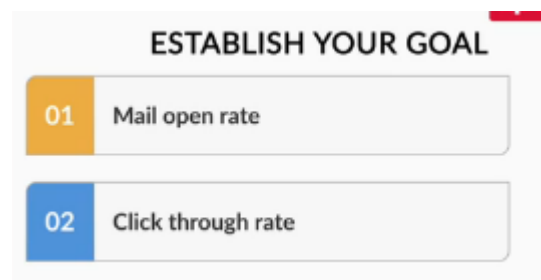 ESTABLISH YOUR GOAL
01 Mail open rate
02 Click through rate